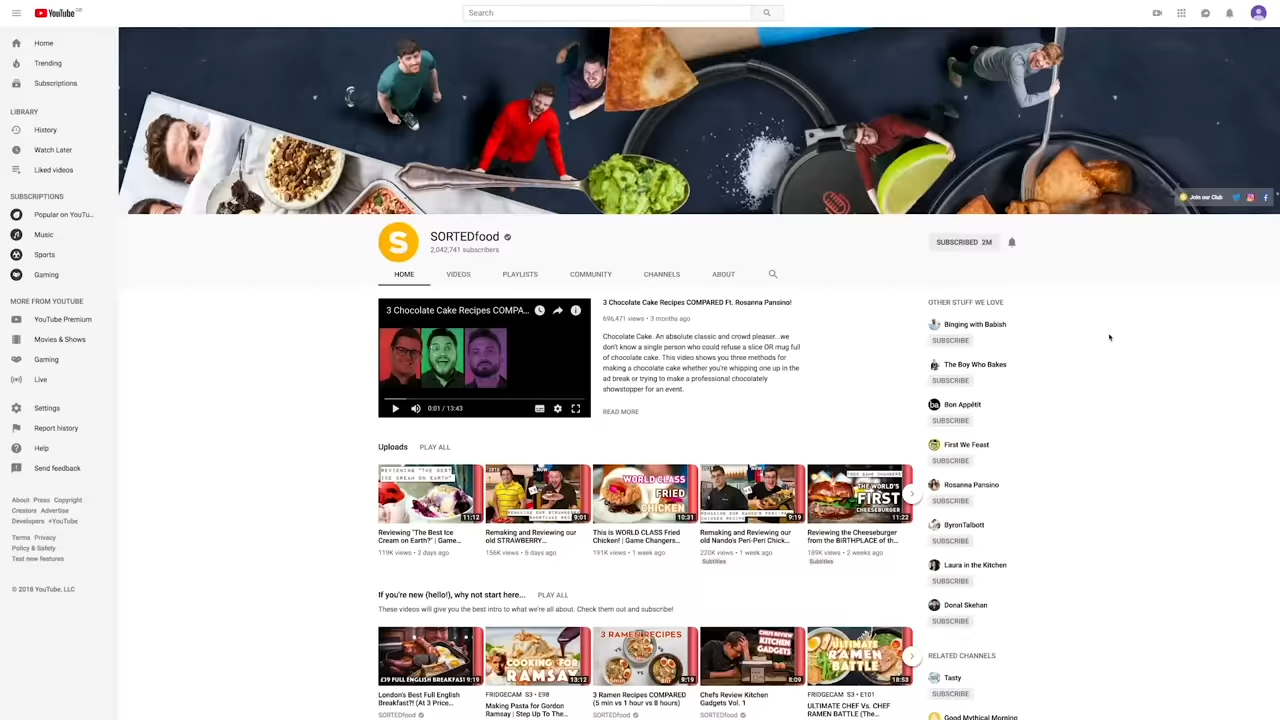 YouTube GB
Search
Home
Trending
Subscriptions
LIBRARY
History
Watch Later
Liked videos
SUBSCRIPTIONS
Popular on YouTu...
Music
Sports
Gaming
MORE FROM YOUTUBE
YouTube Premium
Movies & Shows
Gaming
Live
Settings
Report history
Help
Send feedback
About Press Copyright
Creators Advertise
Developers +YouTube
Terms Privacy
Policy & Safety
Test new features
© 2018 YouTube, LLC
Join our Club
S
SORTEDfood
2,042,741 subscribers
SUBSCRIBED 2M
HOME VIDEOS PLAYLISTS COMMUNITY CHANNELS ABOUT
3 Chocolate Cake Recipes COMPA...
0:01 / 13:43
3 Chocolate Cake Recipes COMPARED Ft. Rosanna Pansino!
696,471 views • 3 months ago
Chocolate Cake. An absolute classic and crowd pleaser...we
don't know a single person who could refuse a slice OR mug full
of chocolate cake. This video shows you three methods for
making a chocolate cake whether you're whipping one up in the
ad break or trying to make a professional chocolately
showstopper for an event.
READ MORE
Uploads PLAY ALL
REVIEWING "THE BEST
ICE CREAM ON EARTH"
11:12
Reviewing "The Best Ice
Cream on Earth?" | Game...
119K views • 2 days ago
NOW
REMAKING OUR STRAWBERRY
9:01
Remaking and Reviewing our
old STRAWBERRY...
156K views • 6 days ago
WORLD CLASS
FRIED
CHICKEN!
10:31
This is WORLD CLASS Fried
Chicken! | Game Changers...
191K views • 1 week ago
NOW
9:19
Remaking and Reviewing our
old Nando's Peri-Peri Chick...
220K views • 1 week ago
Subtitles
FOOD GAME CHANGERS
THE WORLD'S
FIRST
CHEESEBURGER
11:22
Reviewing the Cheeseburger
from the BIRTHPLACE of th...
189K views • 2 weeks ago
Subtitles
If you're new (hello!), why not start here... PLAY ALL
These videos will give you the best intro to what we're all about. Check them out and subscribe!
£39 FULL ENGLISH BREAKFAST
9:19
London's Best Full English
Breakfast?! (At 3 Price...
SORTEDfood
COOKING FOR
RAMSAY
13:12
FRIDGECAM S3 • E98
Making Pasta for Gordon
Ramsay | Step Up To The...
3 RAMEN RECIPES
9:19
3 Ramen Recipes COMPARED
(5 min vs 1 hour vs 8 hours)
SORTEDfood
CHEFS REVIEW
KITCHEN
GADGETS
8:09
Chefs Review Kitchen
Gadgets Vol. 1
SORTEDfood
ULTIMATE
RAMEN
BATTLE
18:53
FRIDGECAM S3 • E101
ULTIMATE CHEF Vs. CHEF
RAMEN BATTLE (The...
OTHER STUFF WE LOVE
Binging with Babish
SUBSCRIBE
The Boy Who Bakes
SUBSCRIBE
ba
Bon Appétit
SUBSCRIBE
First We Feast
SUBSCRIBE
Rosanna Pansino
SUBSCRIBE
ByronTalbott
SUBSCRIBE
Laura in the Kitchen
SUBSCRIBE
Donal Skehan
SUBSCRIBE
RELATED CHANNELS
Tasty
SUBSCRIBE
Good Mythical Morning